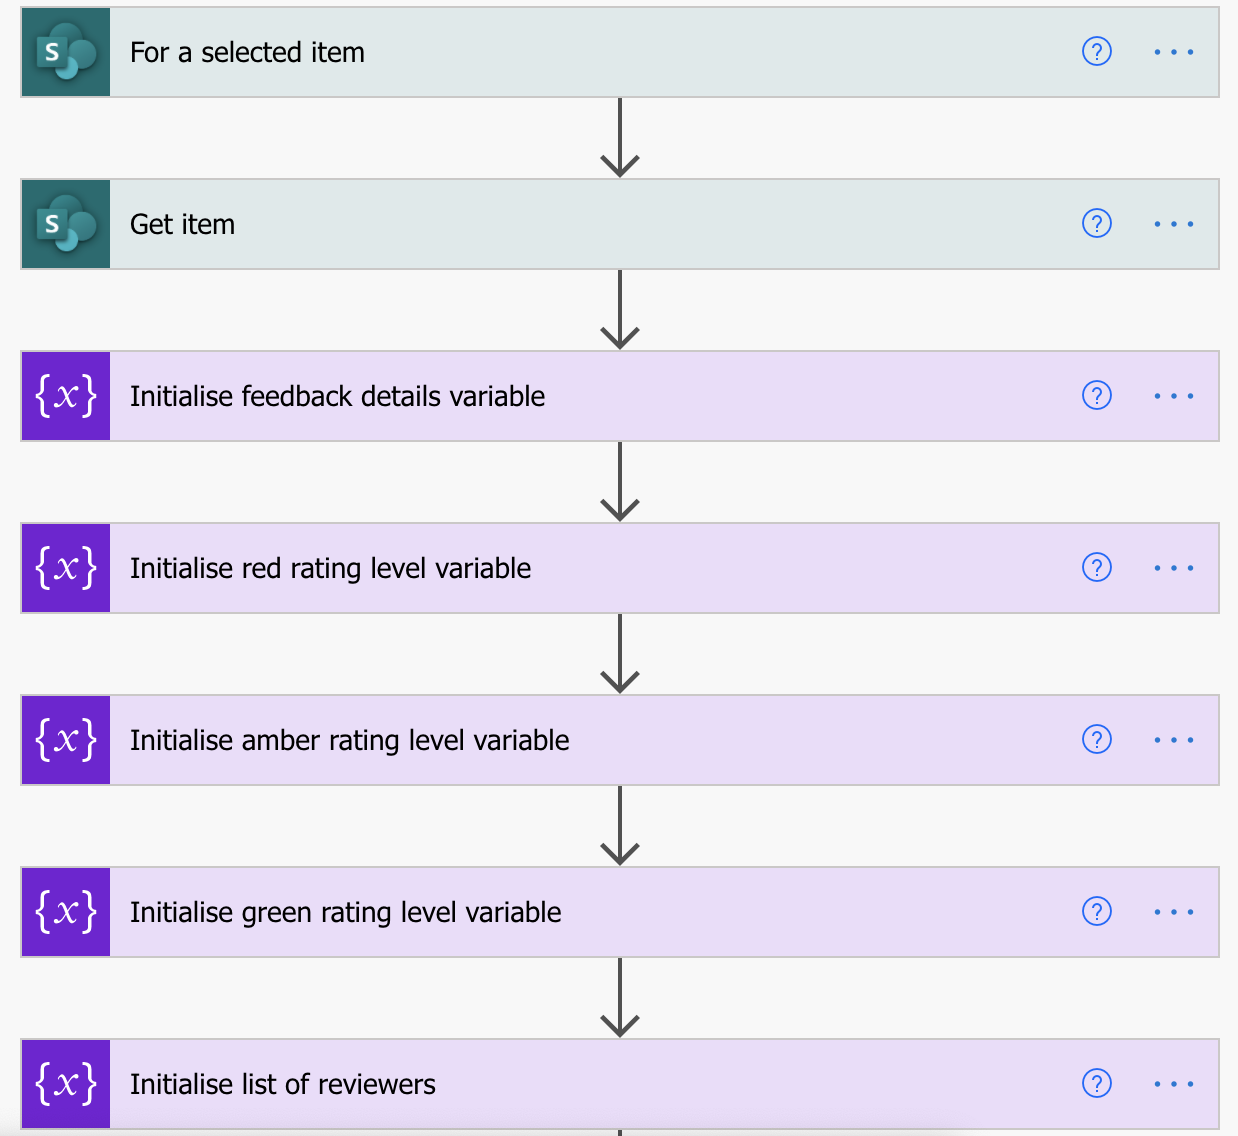 S For a selected item ? ...
S Get item ? ...
{x} Initialise feedback details variable ? ...
{x} Initialise red rating level variable ? ...
{x} Initialise amber rating level variable ? ...
{x} Initialise green rating level variable ? ...
{x} Initialise list of reviewers ? ...